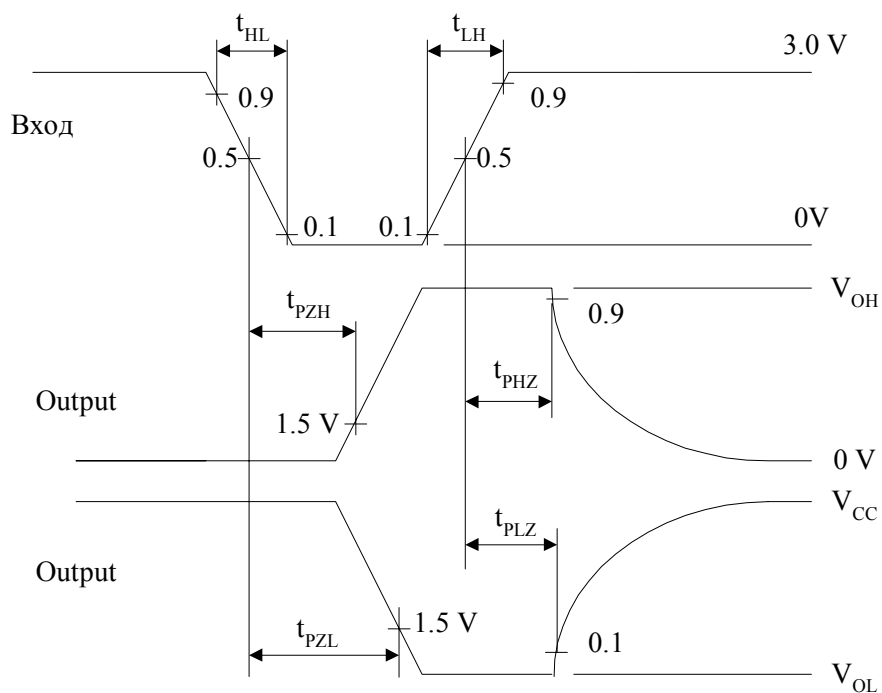 tHL
tLH
3.0 V
0.9
0.9
Вход
0.5
0.5
0.1
0.1
0V
VOH
tPZH
0.9
tPHZ
Output
1.5 V
0 V
VCC
tPLZ
Output
1.5 V
tPZL
0.1
VOL